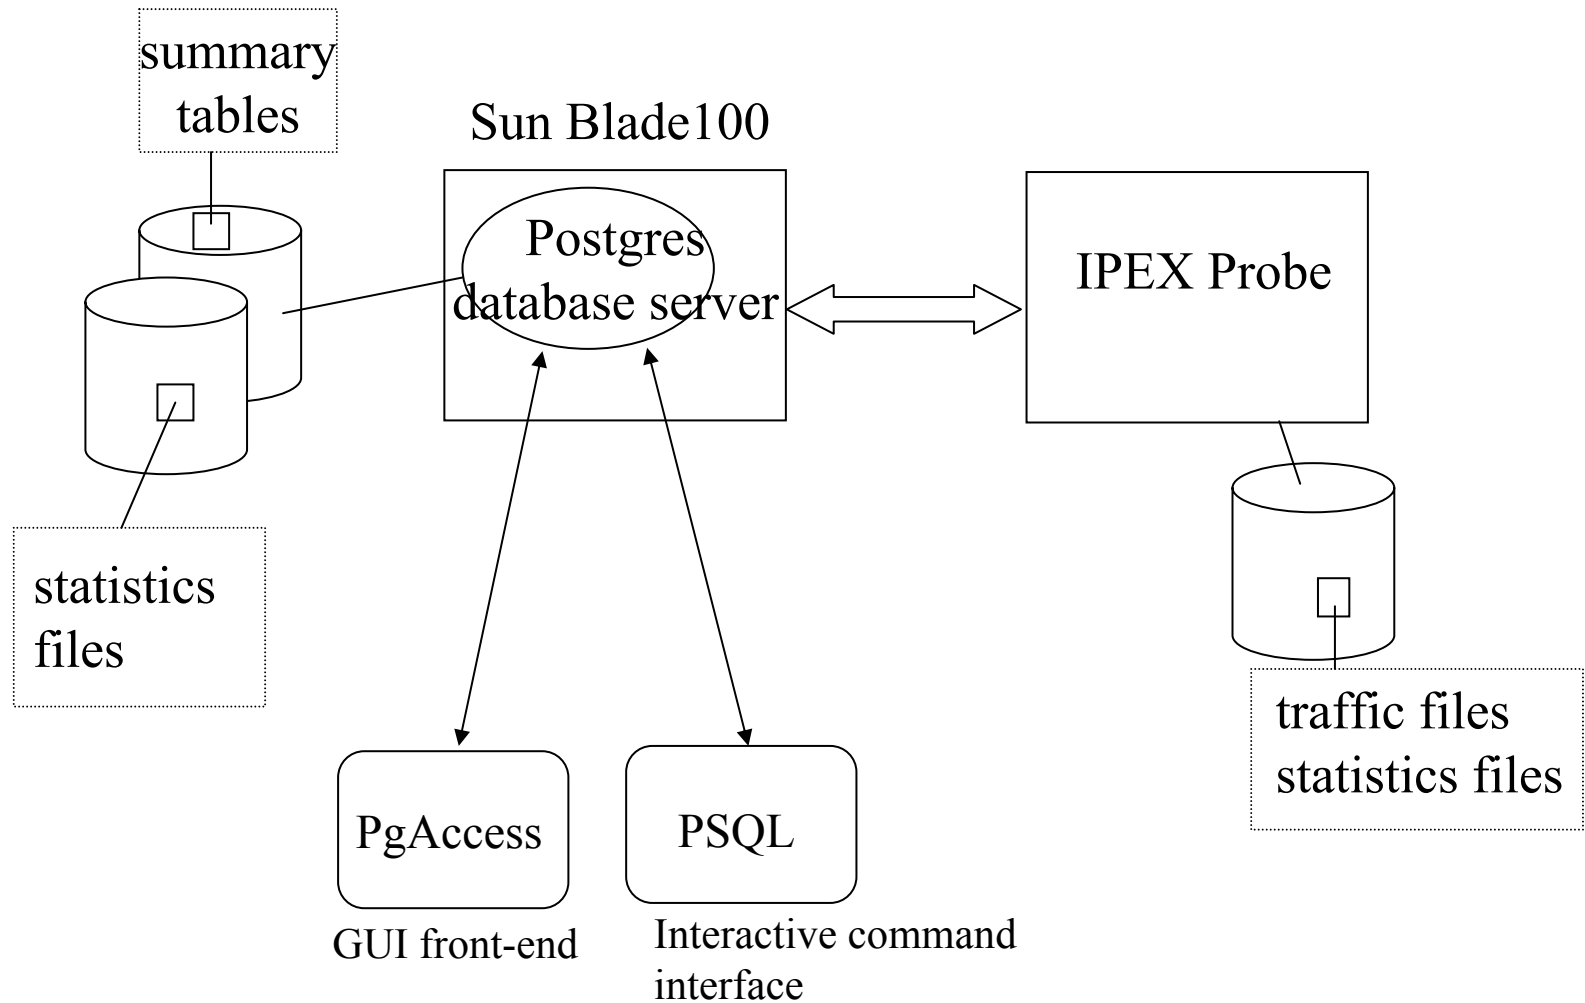 summary
tables
Sun Blade100
Postgres
database server
IPEX Probe
statistics
files
traffic files
statistics files
PgAccess
PSQL
GUI front-end
Interactive command
interface